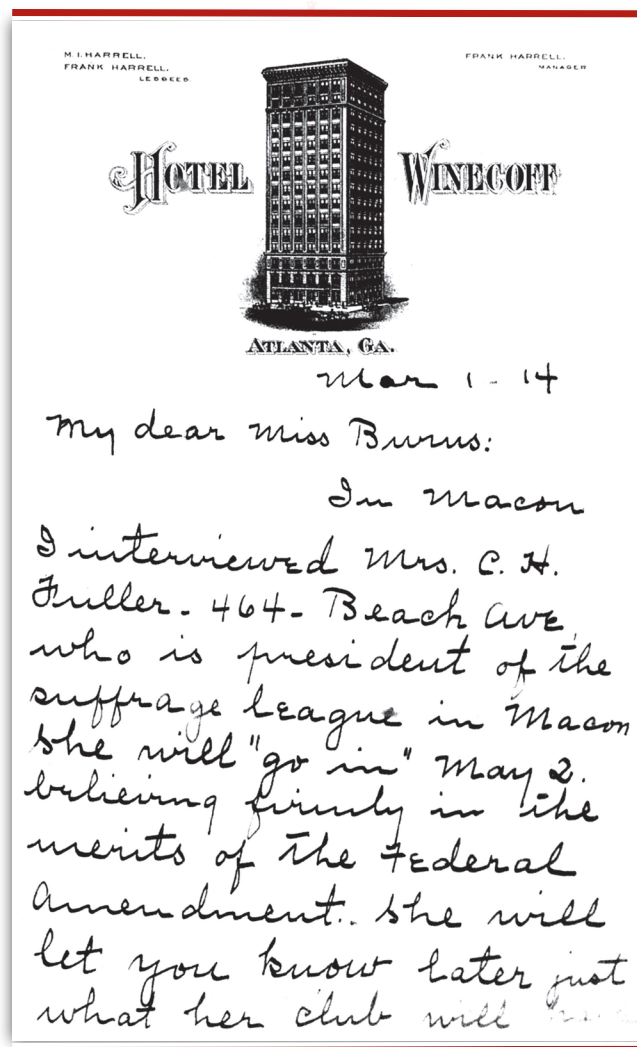 M. I. HARRELL.
FRANK HARRELL.
LESSEES
FRANK HARRELL.
MANAGER
HOTEL WINECOFF
ATLANTA, GA.
Mar 1 - 14
My dear Miss Burns:
In Macon
I interviewed Mrs. C. H.
Fuller - 464 - Beach Ave
who is president of the
suffrage league in Macon
She will "go in" May 2.
believing firmly in the
merits of the Federal
Amendment.. She will
let you know later just
what her club will